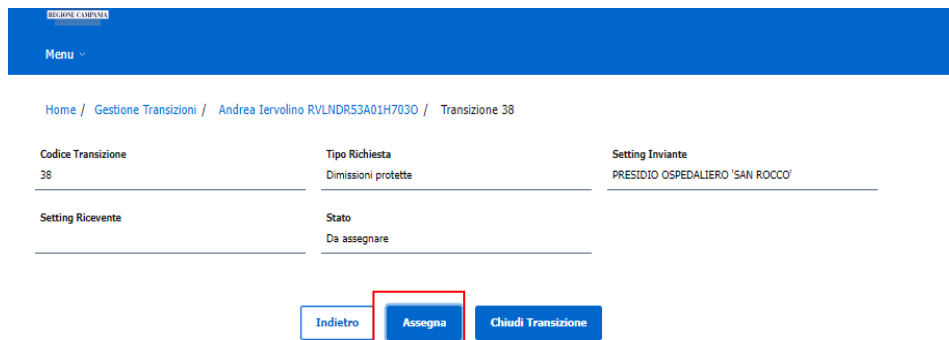 REGIONE CAMPANIA
Menu
Home / Gestione Transizioni / Andrea Iervolino RVLNDR53A01H703O / Transizione 38
Codice Transizione Tipo Richiesta Setting Inviante
38 Dimissioni protette PRESIDIO OSPEDALIERO 'SAN ROCCO'
Setting Ricevente Stato
Da assegnare
Indietro Assegna Chiudi Transizione